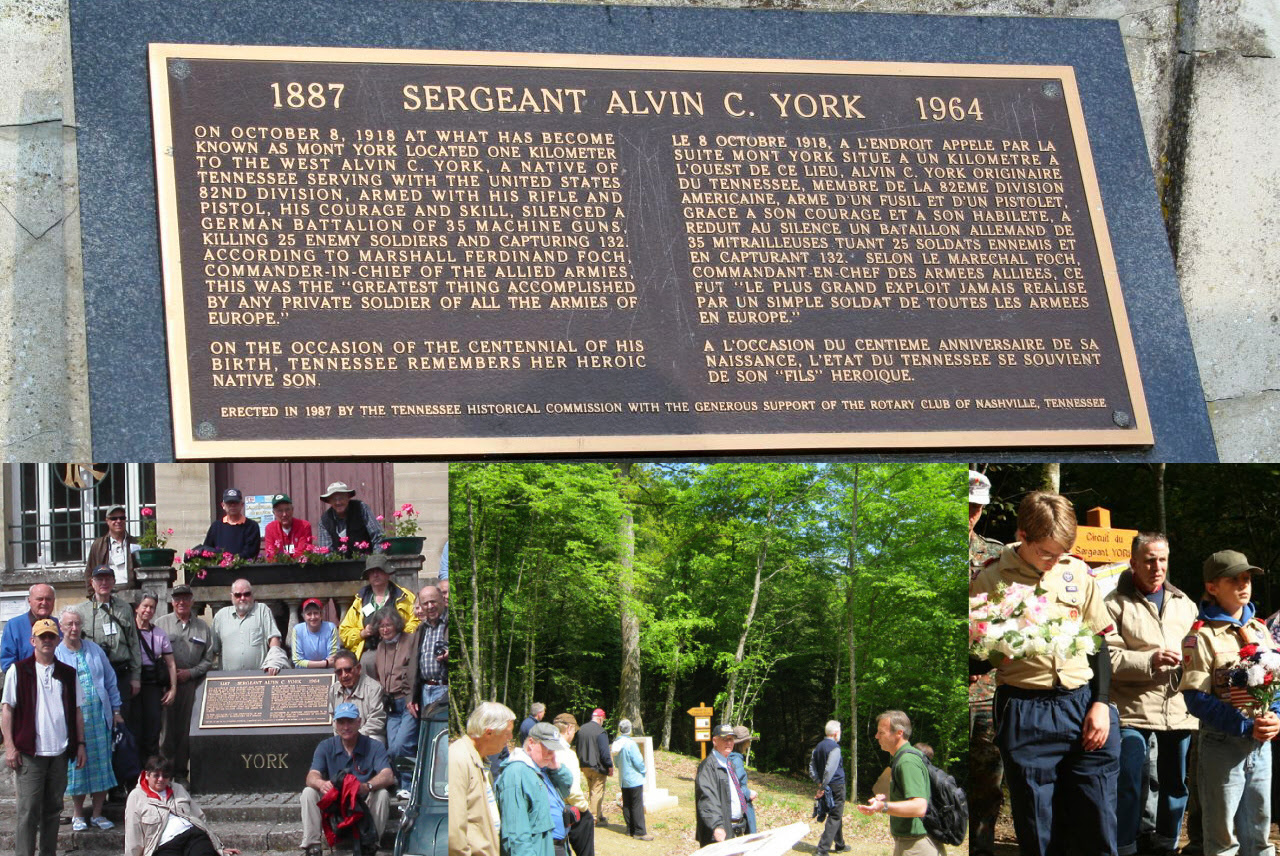 1887 SERGEANT ALVIN C. YORK 1964
ON OCTOBER 8, 1918 AT WHAT HAS BECOME
KNOWN AS MONT YORK LOCATED ONE KILOMETER
TO THE WEST ALVIN C. YORK, A NATIVE OF
TENNESSEE SERVING WITH THE UNITED STATES
82ND DIVISION, ARMED WITH HIS RIFLE AND
PISTOL, HIS COURAGE AND SKILL, SILENCED A
GERMAN BATTALION OF 35 MACHINE GUNS,
KILLING 25 ENEMY SOLDIERS AND CAPTURING 132.
ACCORDING TO MARSHALL FERDINAND FOCH,
COMMANDER-IN-CHIEF OF THE ALLIED ARMIES,
THIS WAS THE "GREATEST THING ACCOMPLISHED
BY ANY PRIVATE SOLDIER OF ALL THE ARMIES OF
EUROPE."
ON THE OCCASION OF THE CENTENNIAL OF HIS
BIRTH, TENNESSEE REMEMBERS HER HEROIC
NATIVE SON.
LE 8 OCTOBRE 1918, A L'ENDROIT APPELE PAR LA
SUITE MONT YORK SITUE A UN KILOMETRE A
L'OUEST DE CE LIEU, ALVIN C. YORK ORIGINAIRE
DU TENNESSEE, MEMBRE DE LA 82EME DIVISION
AMERICAINE, ARME D'UN FUSIL ET D'UN PISTOLET,
GRACE A SON COURAGE ET A SON HABILETE, A
REDUIT AU SILENCE UN BATAILLON ALLEMAND DE
35 MITRAILLEUSES TUANT 25 SOLDATS ENNEMIS ET
EN CAPTURANT 132. SELON LE MARECHAL FOCH,
COMMANDANT-EN-CHEF DES ARMEES ALLIEES, CE
FUT "LE PLUS GRAND EXPLOIT JAMAIS REALISE
PAR UN SIMPLE SOLDAT DE TOUTES LES ARMEES
EN EUROPE."
A L'OCCASION DU CENTIEME ANNIVERSAIRE DE SA
NAISSANCE, L'ETAT DU TENNESSEE SE SOUVIENT
DE SON "FILS" HEROIQUE.
ERECTED IN 1987 BY THE TENNESSEE HISTORICAL COMMISSION WITH THE GENEROUS SUPPORT OF THE ROTARY CLUB OF NASHVILLE, TENNESSEE
1887 SERGEANT ALVIN C. YORK 1964
YORK
Circuit du
Sergeant YORK